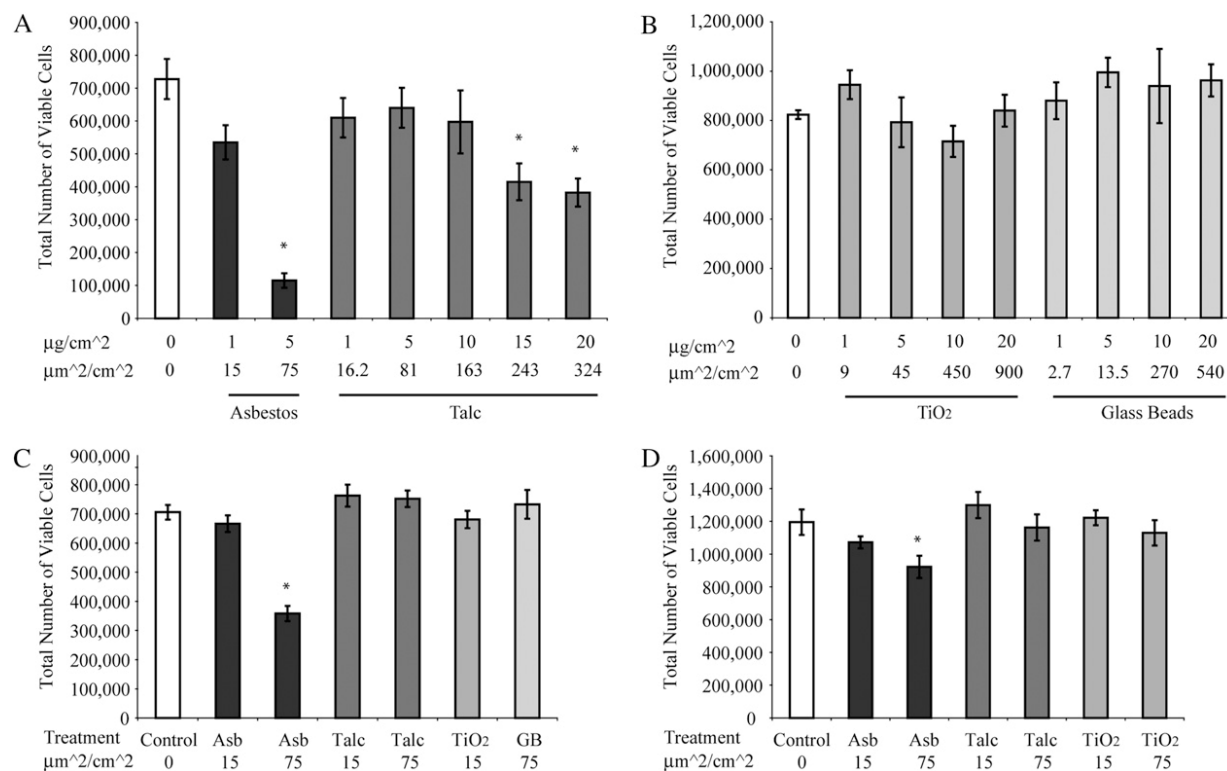 A
Total Number of Viable Cells
900,000
800,000
700,000
600,000
500,000
400,000
300,000
200,000
100,000
0
* * *
µg/cm^2 0 1 5 1 5 10 15 20
µm^2/cm^2 0 15 75 16.2 81 163 243 324
Asbestos Talc
B
Total Number of Viable Cells
1,200,000
1,000,000
800,000
600,000
400,000
200,000
0
µg/cm^2 0 1 5 10 20 1 5 10 20
µm^2/cm^2 0 9 45 450 900 2.7 13.5 270 540
TiO2 Glass Beads
C
Total Number of Viable Cells
900,000
800,000
700,000
600,000
500,000
400,000
300,000
200,000
100,000
0
*
Treatment Control Asb Asb Talc Talc TiO2 GB
µm^2/cm^2 0 15 75 15 75 15 75
D
Total Number of Viable Cells
1,600,000
1,400,000
1,200,000
1,000,000
800,000
600,000
400,000
200,000
0
*
Treatment Control Asb Asb Talc Talc TiO2 TiO2
µm^2/cm^2 0 15 75 15 75 15 75